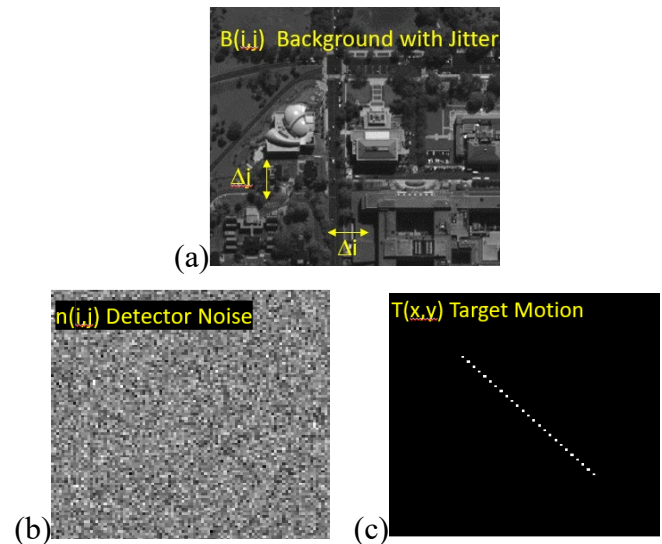 B(i,j) Background with Jitter
Δj
Δi
(a)
n(i,j) Detector Noise
T(x,y) Target Motion
(b)
(c)